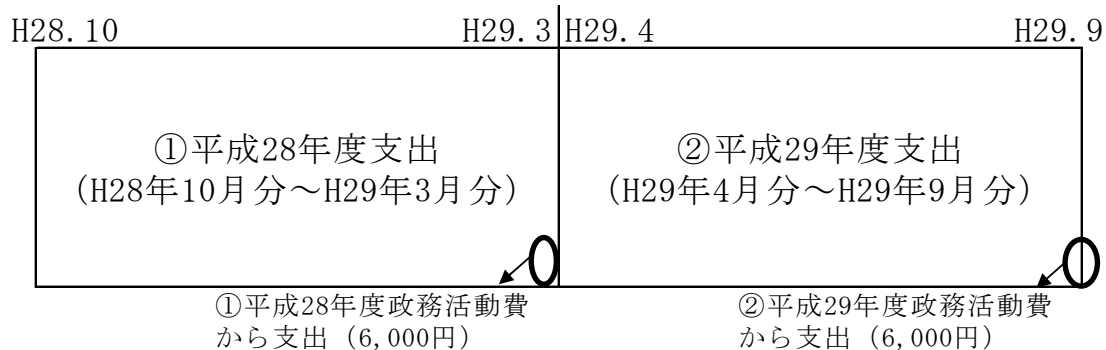 H28.10 H29.3 H29.4 H29.9
①平成28年度支出
(H28年10月分～H29年3月分)
②平成29年度支出
(H29年4月分～H29年9月分)
①平成28年度政務活動費
から支出（6,000円）
②平成29年度政務活動費
から支出（6,000円）